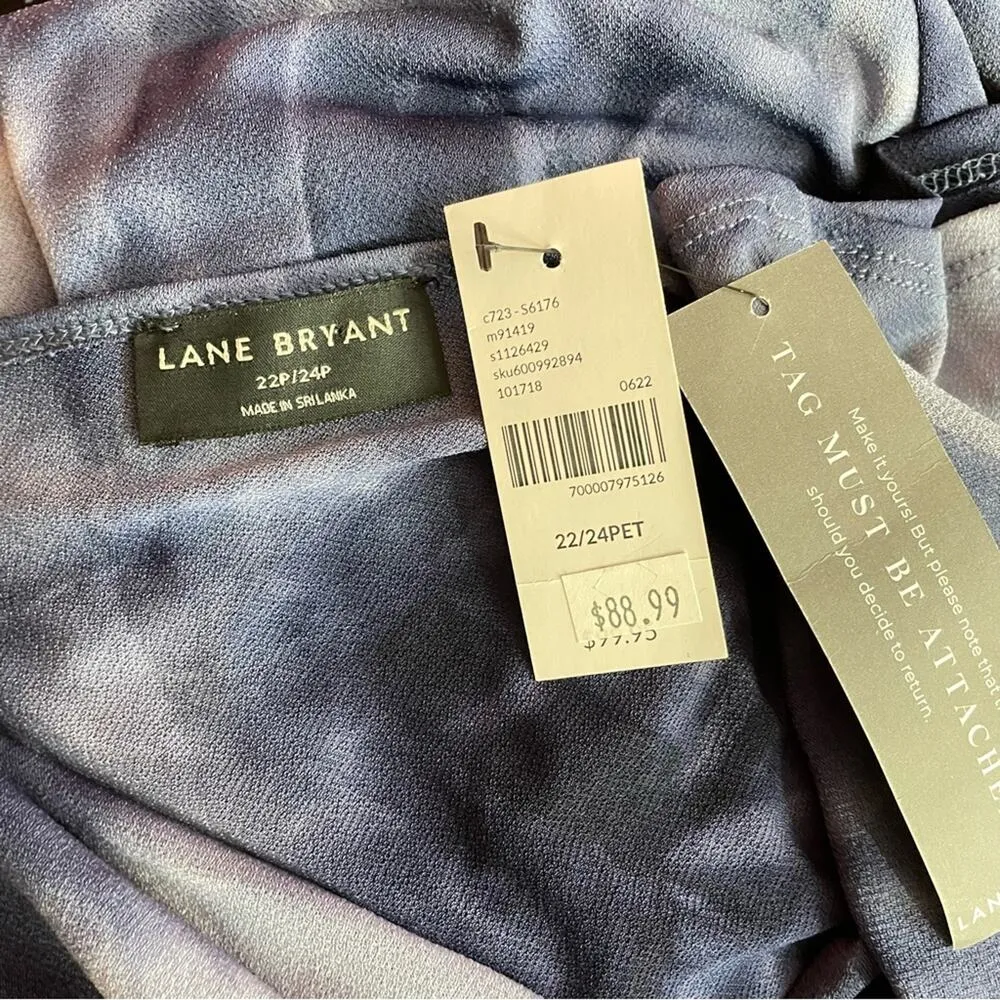 LANE BRYANT
22P/24P
MADE IN SRI LANKA
c723-S6176
m91419
s1126429
sku600992894
101718 0622
700007975126
22/24PET
$88.99
TAG MUST BE ATTACHE
Make it yours! But please note that
should you decide to return.
LAN